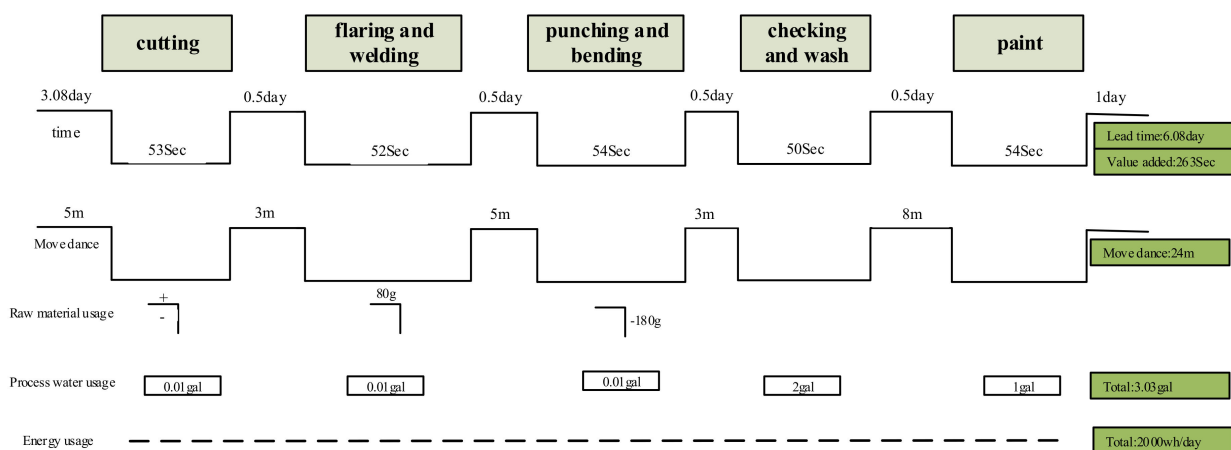 cutting
flaring and
welding
punching and
bending
checking
and wash
paint
3.08day
0.5day
0.5day
0.5day
0.5day
1day
time
53Sec
52Sec
54Sec
50Sec
54Sec
Lead time:6.08day
Value added:263Sec
5m
3m
5m
3m
8m
Move dance
Move dance:24m
Raw material usage
+
-
80g
-180g
Process water usage
0.01gal
0.01gal
0.01gal
2gal
1gal
Total:3.03gal
Energy usage
Total:2000wh/day